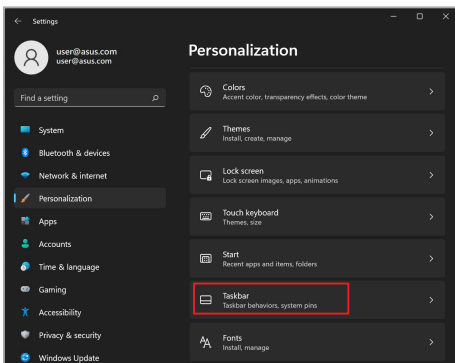 Settings
user@asus.com
user@asus.com
Find a setting
System
Bluetooth & devices
Network & internet
Personalization
Apps
Accounts
Time & language
Gaming
Accessibility
Privacy & security
Windows Update
Personalization
Colors
Accent color, transparency effects, color theme
Themes
Install, create, manage
Lock screen
Lock screen images, apps, animations
Touch keyboard
Themes, size
Start
Recent apps and items, folders
Taskbar
Taskbar behaviors, system pins
Fonts
Install, manage